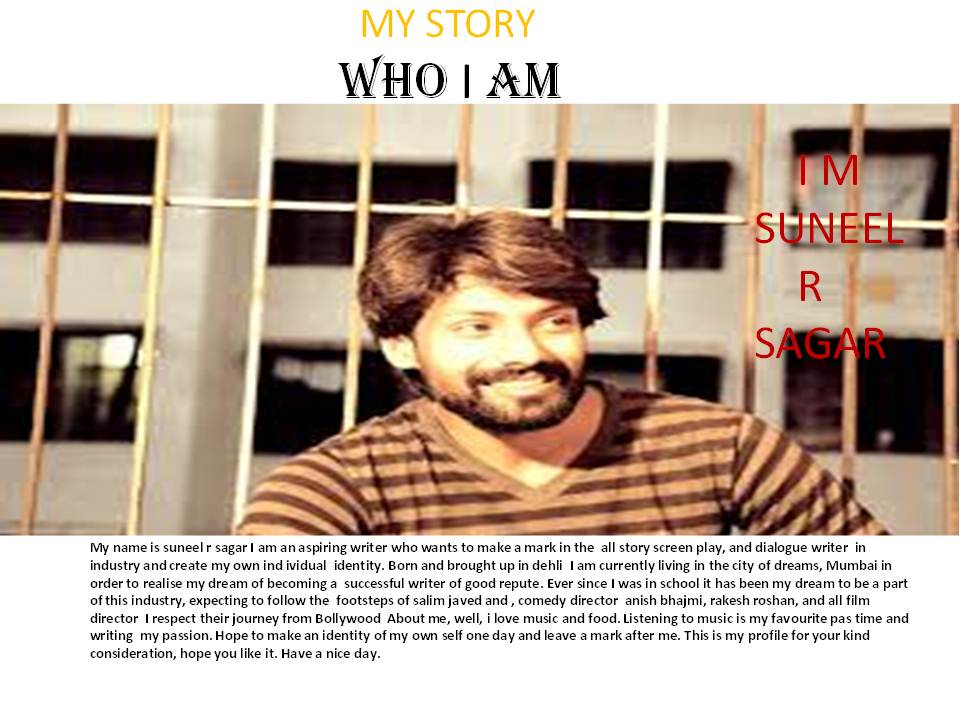 MY STORY
WHO I AM
I M
SUNEEL
R
SAGAR
My name is suneel r sagar I am an aspiring writer who wants to make a mark in the  all story screen play, and dialogue writer  in
industry and create my own ind ividual  identity. Born and brought up in dehli  I am currently living in the city of dreams, Mumbai in
order to realise my dream of becoming a  successful writer of good repute. Ever since I was in school it has been my dream to be a part
of this industry, expecting to follow the  footsteps of salim javed and , comedy director  anish bhajmi, rakesh roshan, and all film
director  I respect their journey from Bollywood  About me, well, i love music and food. Listening to music is my favourite pas time and
writing  my passion. Hope to make an identity of my own self one day and leave a mark after me. This is my profile for your kind
consideration, hope you like it. Have a nice day.